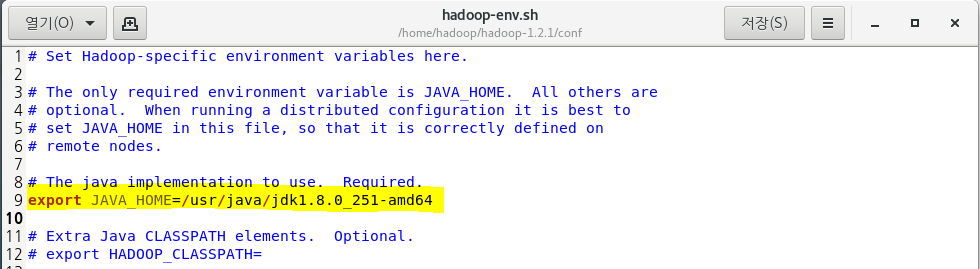 열기(O)
hadoop-env.sh
/home/hadoop/hadoop-1.2.1/conf
저장(S)
1 # Set Hadoop-specific environment variables here.
2
3 # The only required environment variable is JAVA_HOME.  All others are
4 # optional.  When running a distributed configuration it is best to
5 # set JAVA_HOME in this file, so that it is correctly defined on
6 # remote nodes.
7
8 # The java implementation to use.  Required.
9 export JAVA_HOME=/usr/java/jdk1.8.0_251-amd64
10
11 # Extra Java CLASSPATH elements.  Optional.
12 # export HADOOP_CLASSPATH=